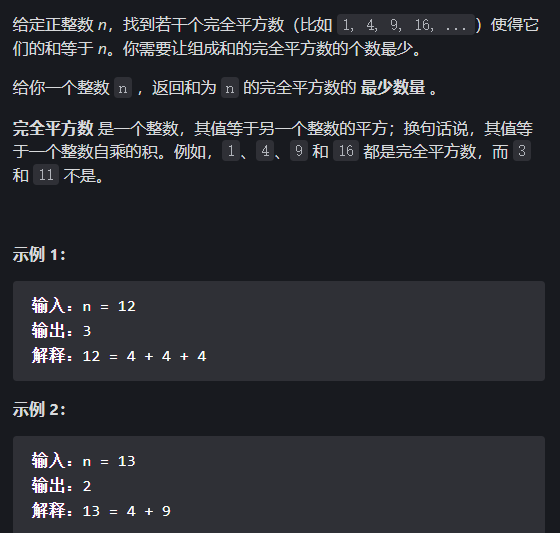 给定正整数 n，找到若干个完全平方数（比如 1, 4, 9, 16, ...）使得它
们的和等于 n。你需要让组成和的完全平方数的个数最少。
给你一个整数 n ，返回和为 n 的完全平方数的 最少数量 。
完全平方数 是一个整数，其值等于另一个整数的平方；换句话说，其值等
于一个整数自乘的积。例如，1、4、9 和 16 都是完全平方数，而 3
和 11 不是。
示例 1：
输入：n = 12
输出：3
解释：12 = 4 + 4 + 4
示例 2：
输入：n = 13
输出：2
解释：13 = 4 + 9